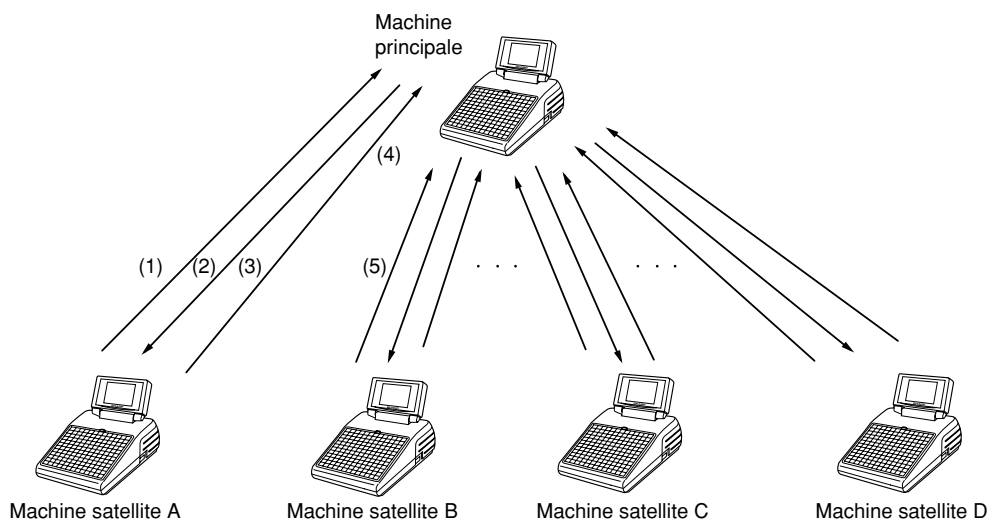 Machine
principale
(4)
(1) (2) (3) (5) . . . . . .
Machine satellite A Machine satellite B Machine satellite C Machine satellite D